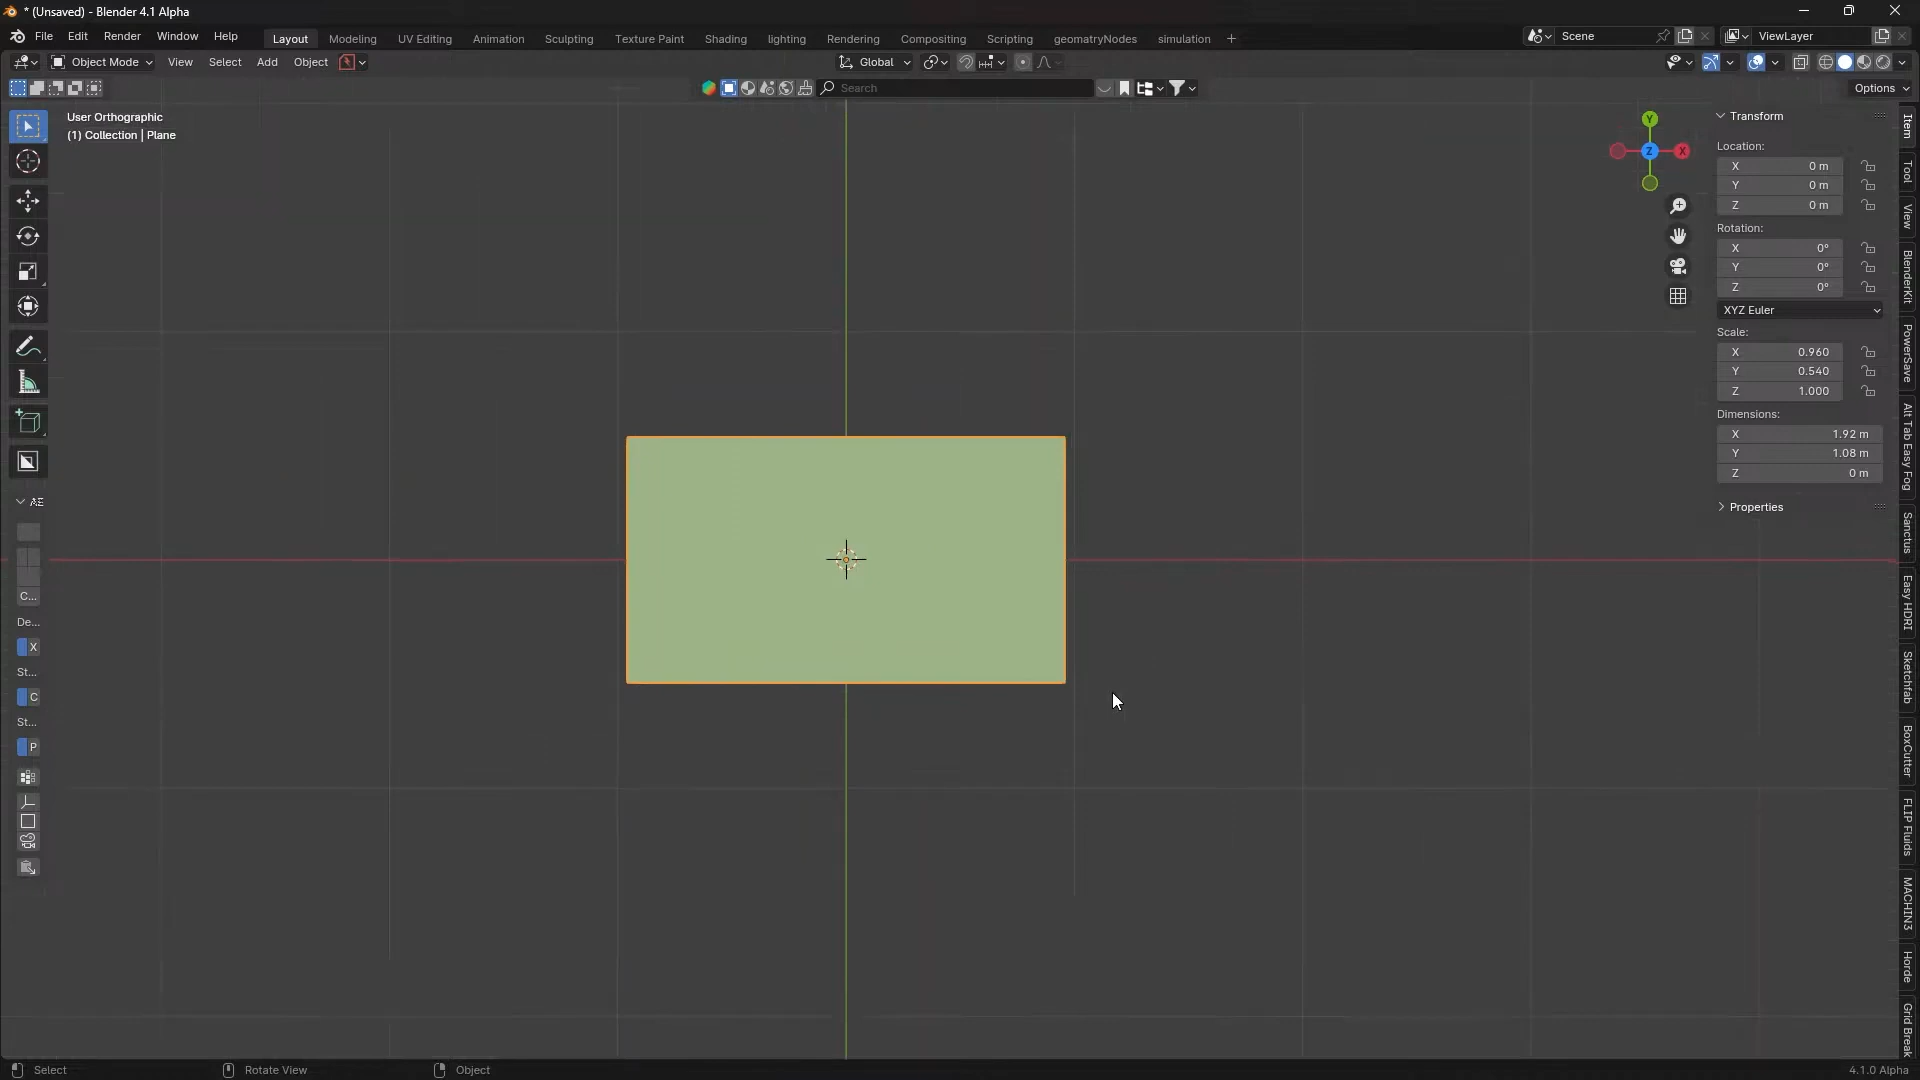 * (Unsaved) - Blender 4.1 Alpha
File Edit Render Window Help Layout Modeling UV Editing Animation Sculpting Texture Paint Shading lighting Rendering Compositing Scripting geometryNodes simulation + Scene ViewLayer
Object Mode View Select Add Object Global
Search Options
User Orthographic
(1) Collection | Plane
Y
Z
X
Transform
Location:
X 0 m
Y 0 m
Z 0 m
Rotation:
X 0°
Y 0°
Z 0°
XYZ Euler
Scale:
X 0.960
Y 0.540
Z 1.000
Dimensions:
X 1.92 m
Y 1.08 m
Z 0 m
Properties
Item
Tool
View
BlenderKit
PowerSave
Alt Tab Easy Fog
Sanctus
Easy HDRI
Sketchfab
BoxCutter
FLIP Fluids
MACHIN3
Horde
Grid Break
Æ
C...
De...
X
St...
C
St...
P
Select Rotate View Object 4.1.0 Alpha